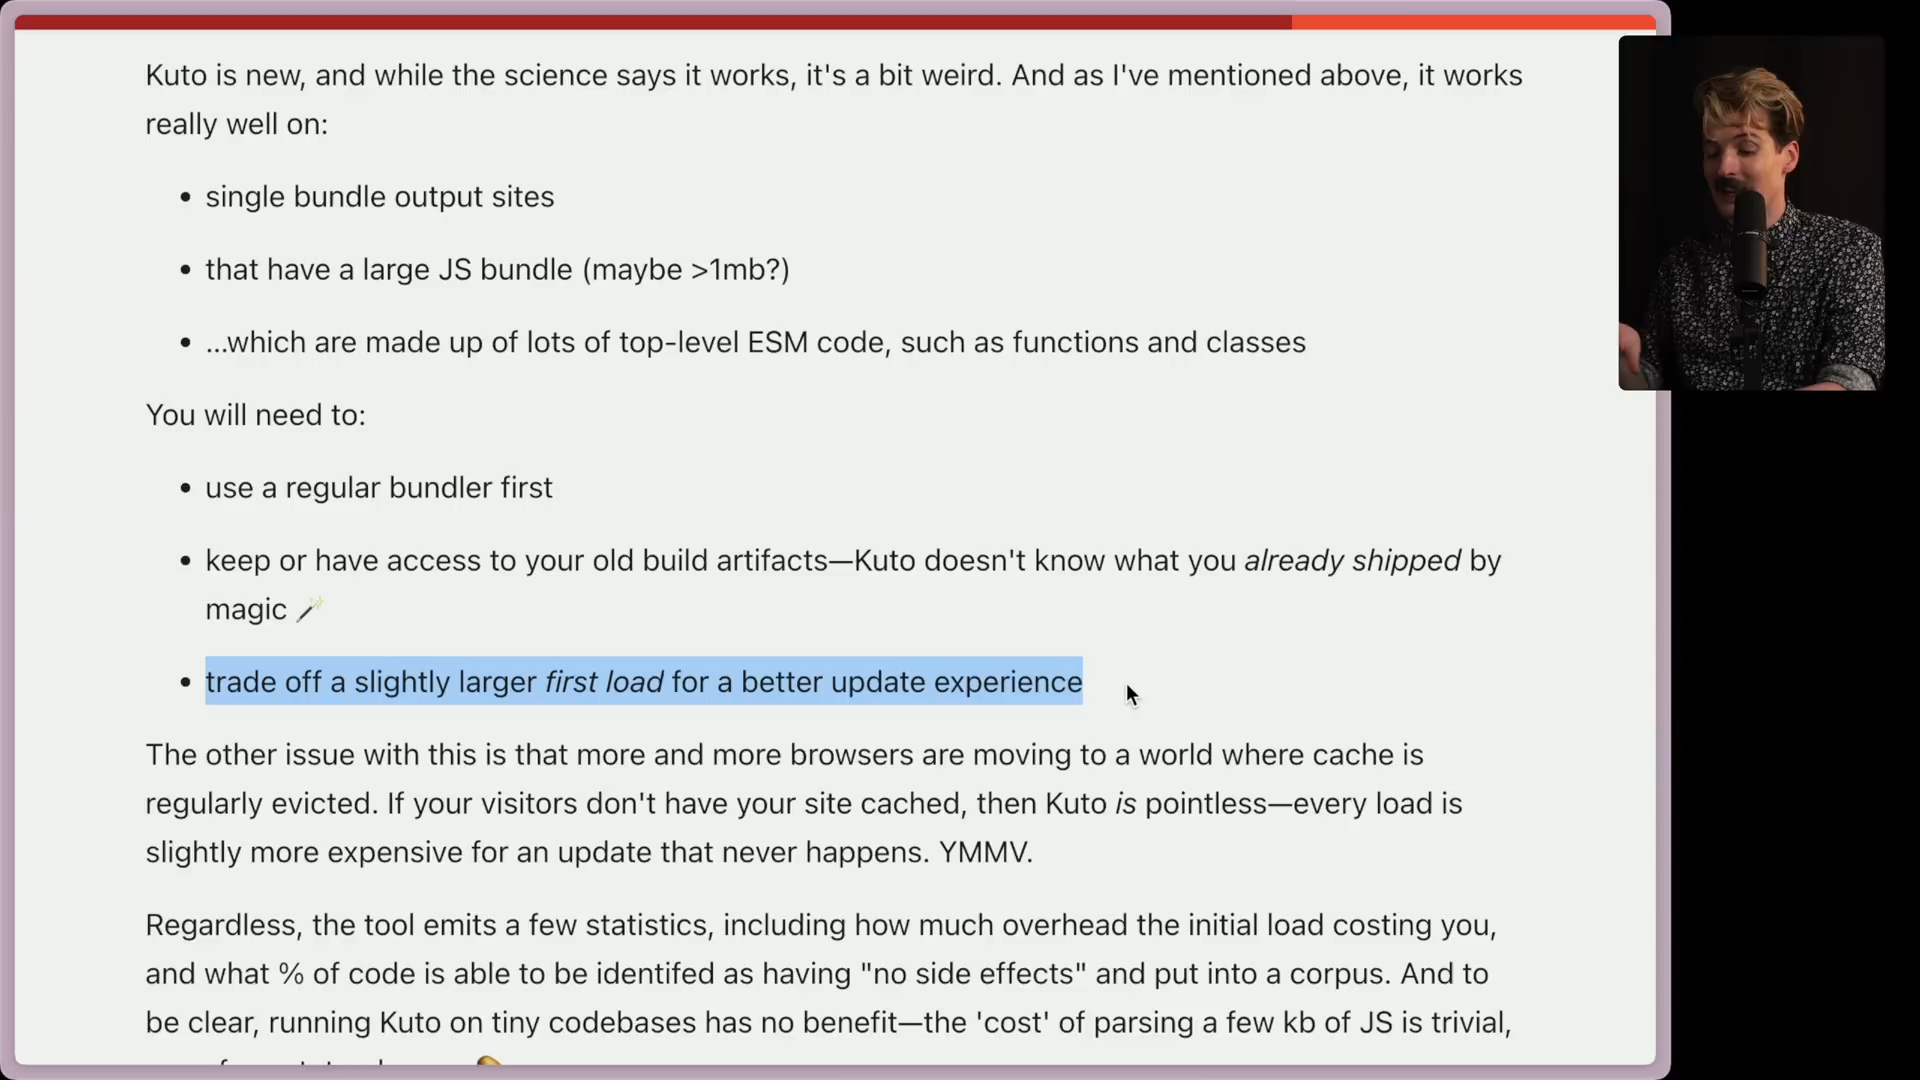 Kuto is new, and while the science says it works, it's a bit weird. And as I've mentioned above, it works
really well on:
• single bundle output sites
• that have a large JS bundle (maybe >1mb?)
• ...which are made up of lots of top-level ESM code, such as functions and classes
You will need to:
• use a regular bundler first
• keep or have access to your old build artifacts—Kuto doesn't know what you already shipped by
magic 🪄
• trade off a slightly larger first load for a better update experience
The other issue with this is that more and more browsers are moving to a world where cache is
regularly evicted. If your visitors don't have your site cached, then Kuto is pointless—every load is
slightly more expensive for an update that never happens. YMMV.
Regardless, the tool emits a few statistics, including how much overhead the initial load costing you,
and what % of code is able to be identifed as having "no side effects" and put into a corpus. And to
be clear, running Kuto on tiny codebases has no benefit—the 'cost' of parsing a few kb of JS is trivial,